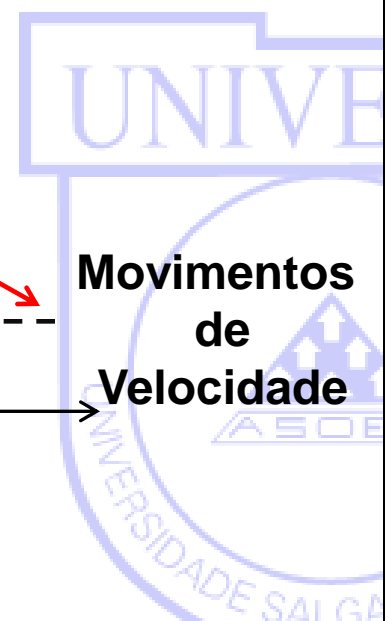 UNIVE
Movimentos
de
Velocidade
ASOE
UNIVERSIDADE SALGA